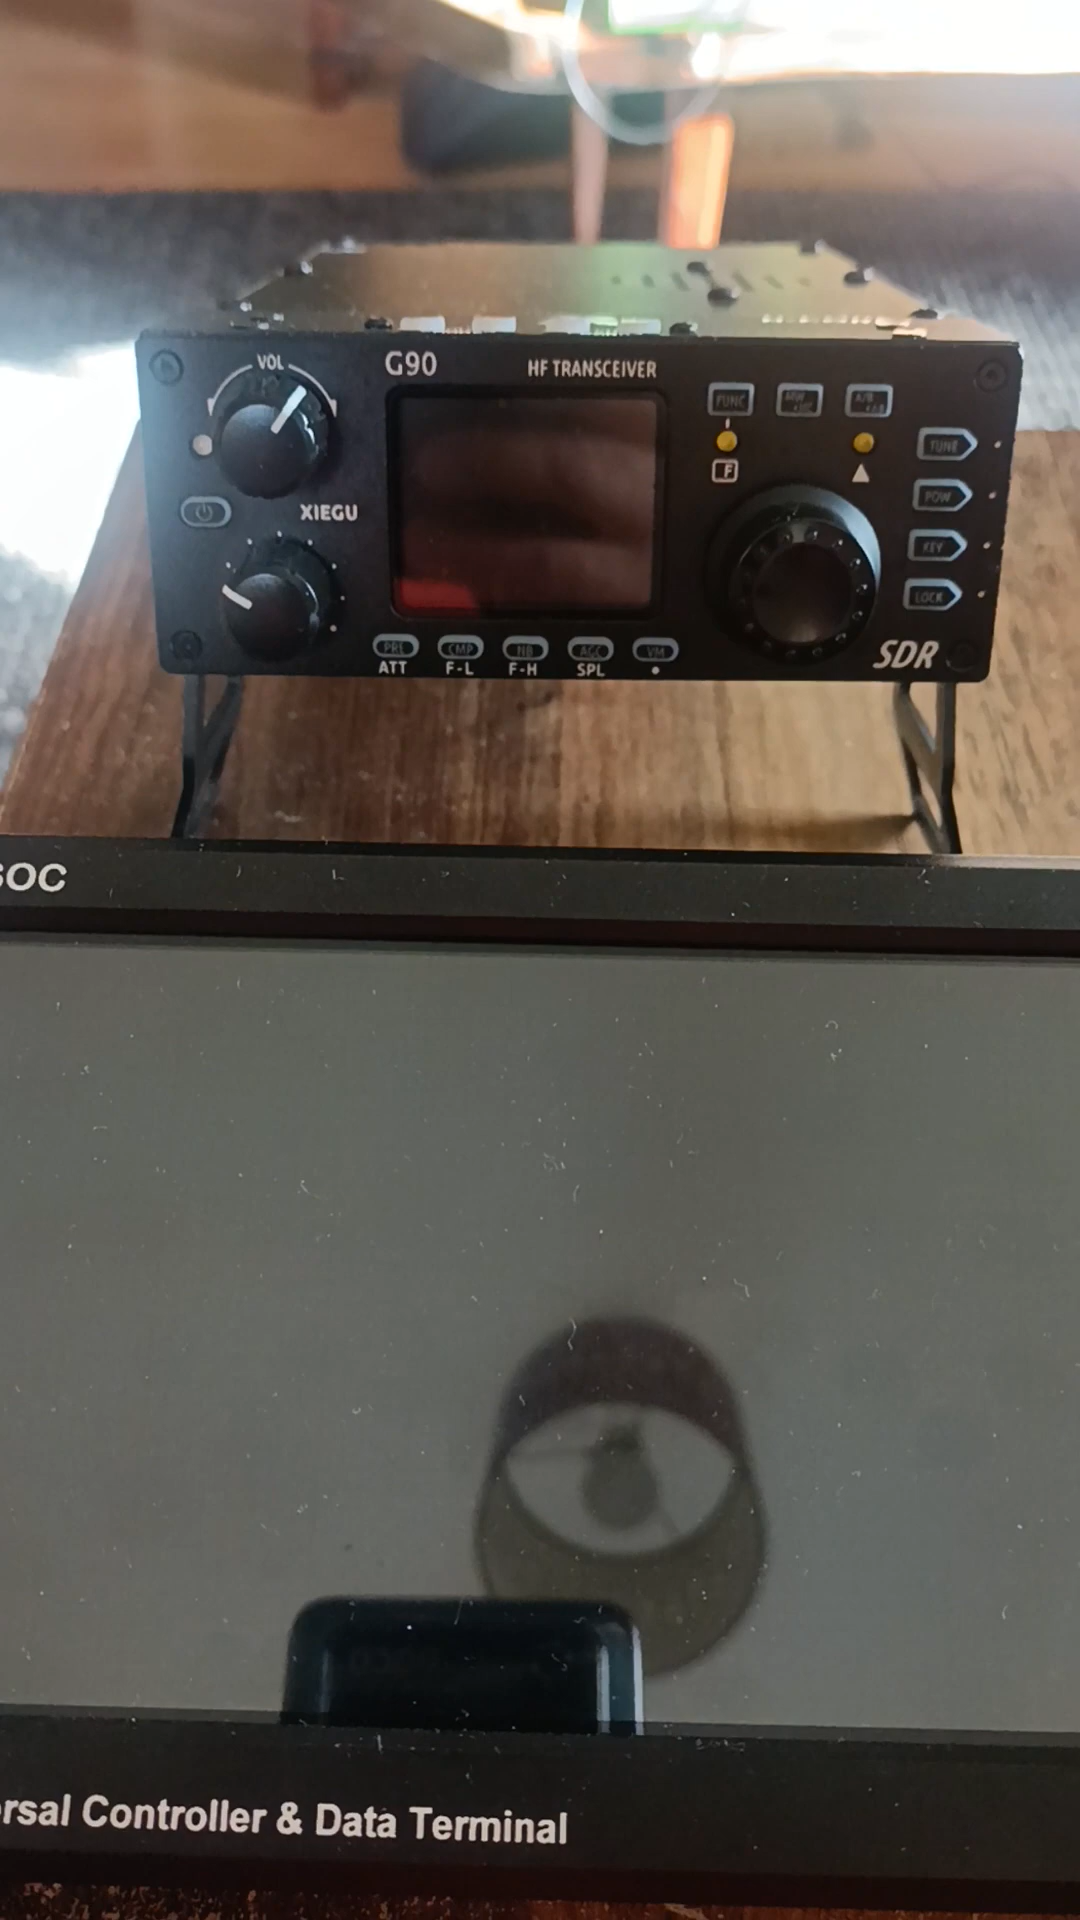 VOL
G90
HF TRANSCEIVER
FUNC
A/B
TUNE
F
XIEGU
POW
KEY
LOCK
PRE CMP NB AGC VM
ATT F-L F-H SPL
SDR
SOC
rsal Controller & Data Terminal